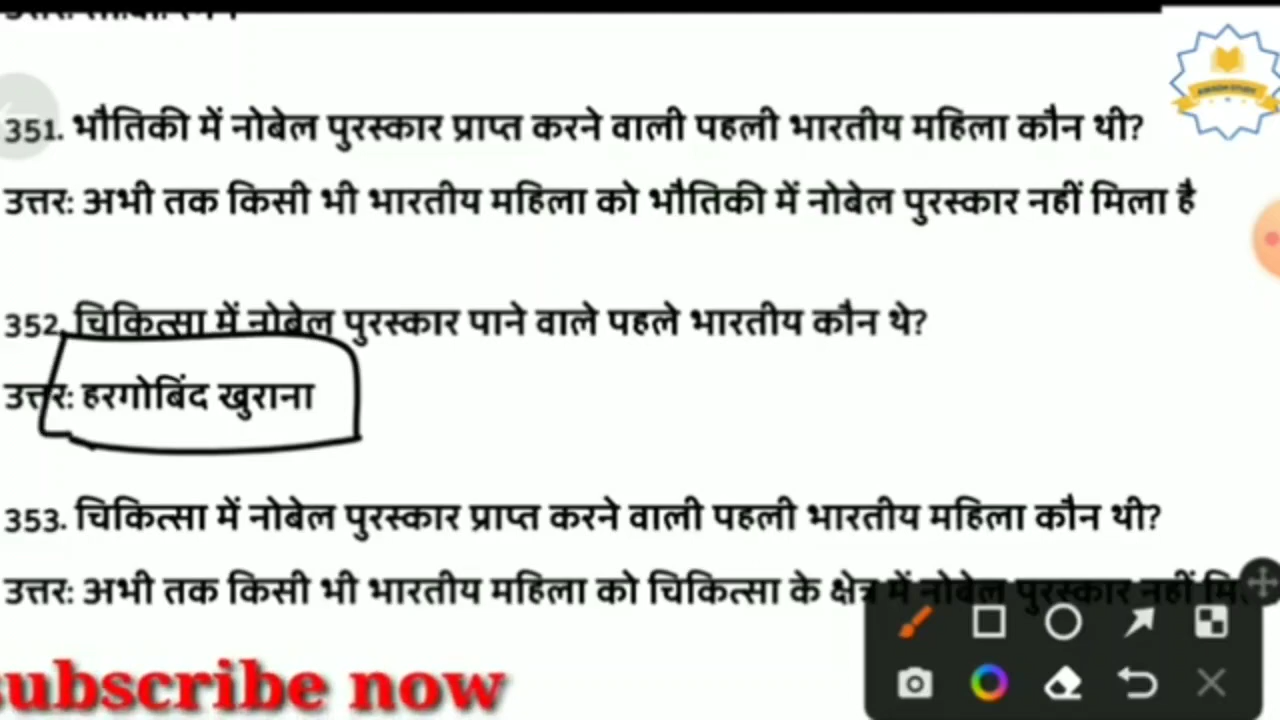 351. भौतिकी में नोबेल पुरस्कार प्राप्त करने वाली पहली भारतीय महिला कौन थी?
उत्तर: अभी तक किसी भी भारतीय महिला को भौतिकी में नोबेल पुरस्कार नहीं मिला है
352. चिकित्सा में नोबेल पुरस्कार पाने वाले पहले भारतीय कौन थे?
उत्तर: हरगोबिंद खुराना
353. चिकित्सा में नोबेल पुरस्कार प्राप्त करने वाली पहली भारतीय महिला कौन थी?
उत्तर: अभी तक किसी भी भारतीय महिला को चिकित्सा के क्षेत्र में नोबेल पुरस्कार नहीं
subscribe now